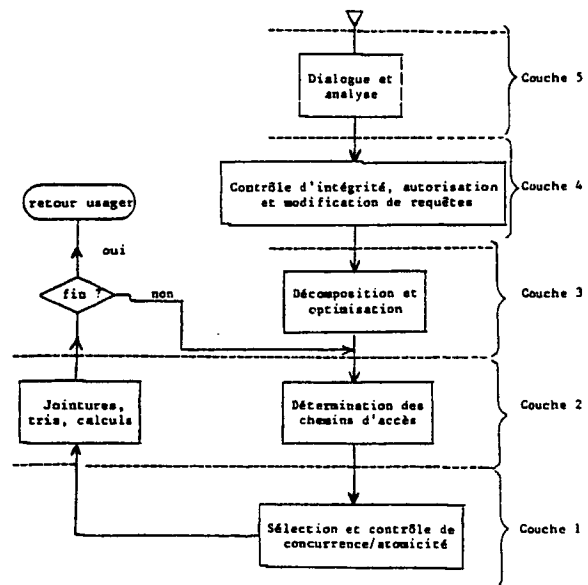 Dialogue et
analyse
Couche 5
Contrôle d'intégrité, autorisation
et modification de requêtes
Couche 4
retour usager
oui
fin ?
non
Décomposition et
optimisation
Couche 3
Jointures,
tris, calculs
Détermination des
chemins d'accès
Couche 2
Sélection et contrôle de
concurrence/atomicité
Couche 1